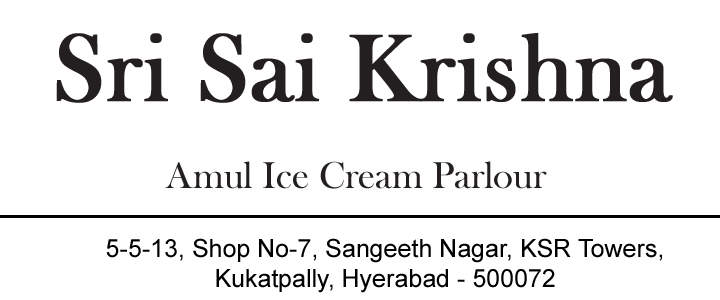 Sri Sai Krishna
Amul Ice Cream Parlour
5-5-13, Shop No-7, Sangeeth Nagar, KSR Towers,
Kukatpally, Hyerabad - 500072